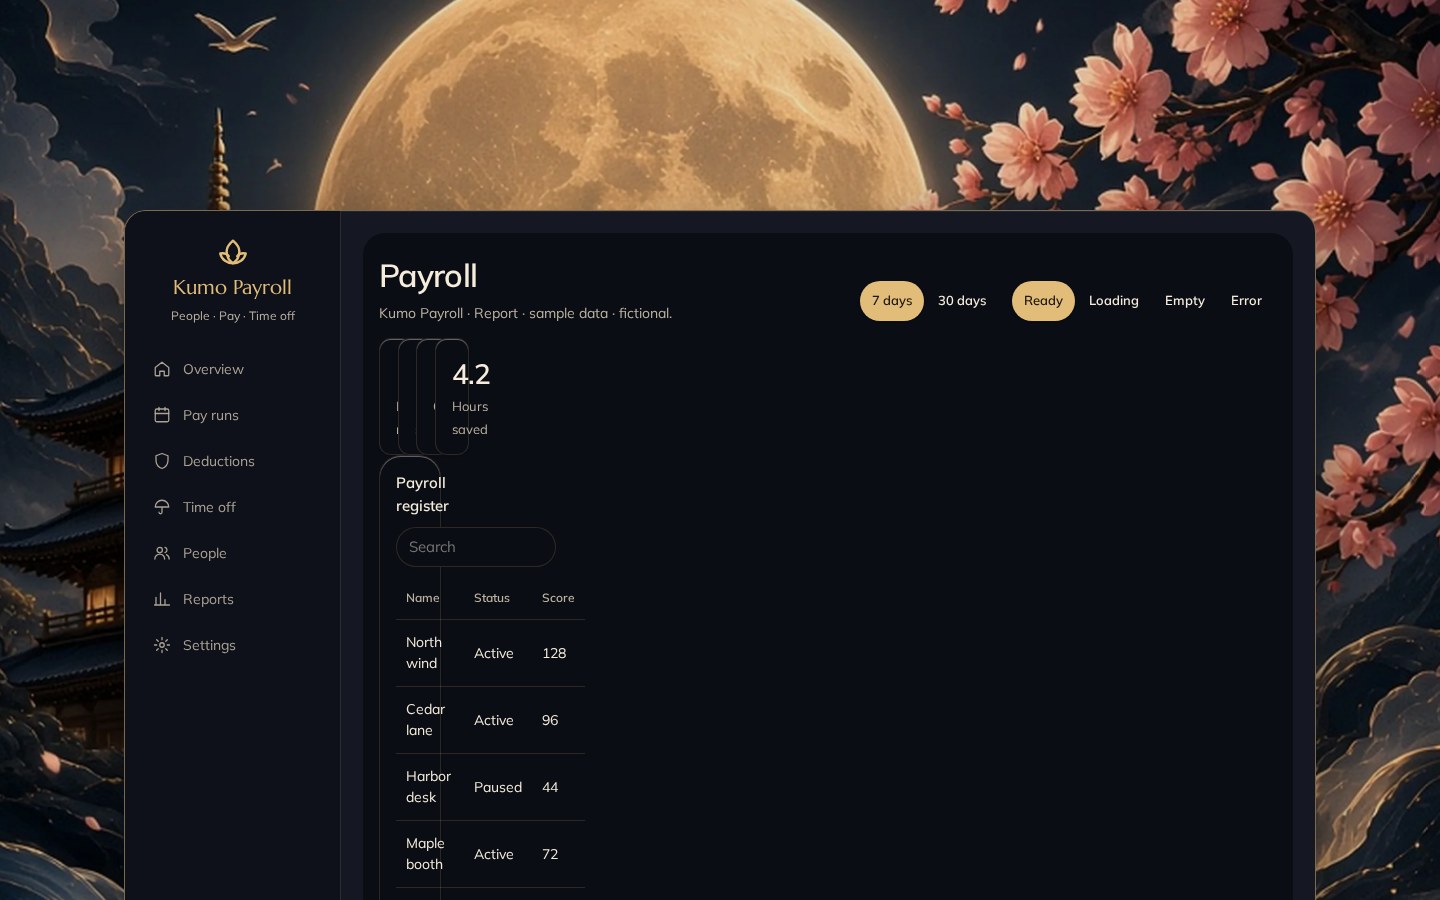 Kumo Payroll
People · Pay · Time off
Overview
Pay runs
Deductions
Time off
People
Reports
Settings
Payroll
Kumo Payroll · Report · sample data · fictional.
7 days
30 days
Ready
Loading
Empty
Error
4.2
Hours
saved
Payroll
register
Search
Name
Status
Score
North
wind
Active
128
Cedar
lane
Active
96
Harbor
desk
Paused
44
Maple
booth
Active
72